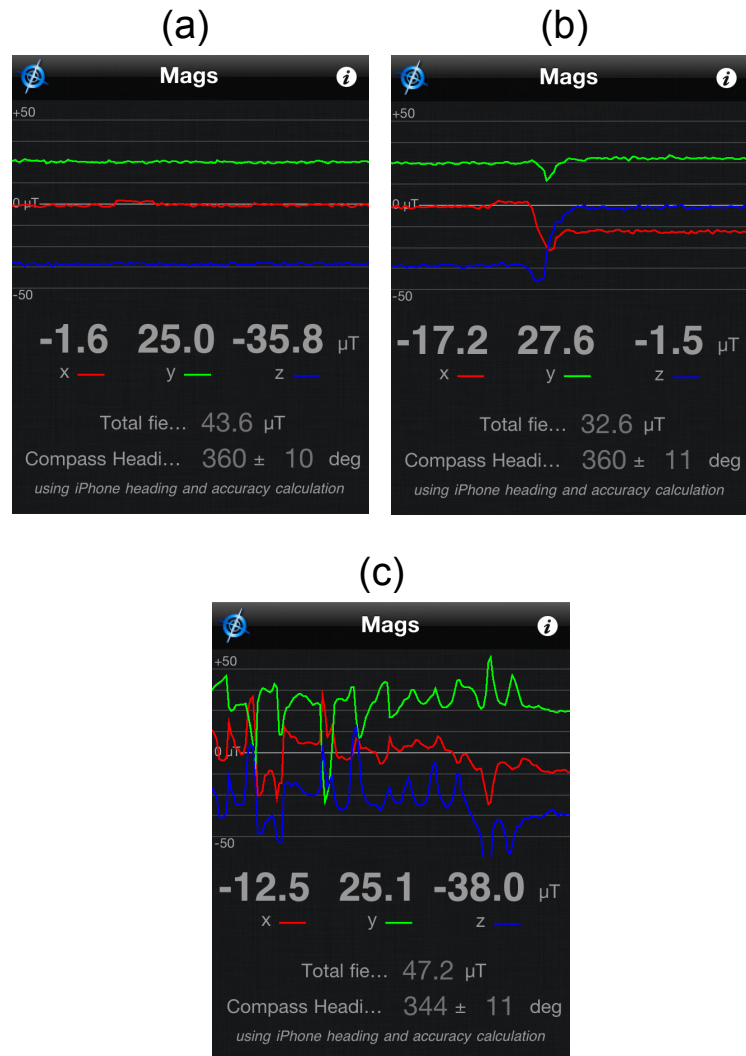 (a)
Mags
i
+50
0 μT
-50
-1.6 25.0 -35.8 μT
x y z
Total fie... 43.6 μT
Compass Headi... 360 ± 10 deg
using iPhone heading and accuracy calculation
(b)
Mags
i
+50
0 μT
-50
-17.2 27.6 -1.5 μT
x y z
Total fie... 32.6 μT
Compass Headi... 360 ± 11 deg
using iPhone heading and accuracy calculation
(c)
Mags
i
+50
0 μT
-50
-12.5 25.1 -38.0 μT
x y z
Total fie... 47.2 μT
Compass Headi... 344 ± 11 deg
using iPhone heading and accuracy calculation